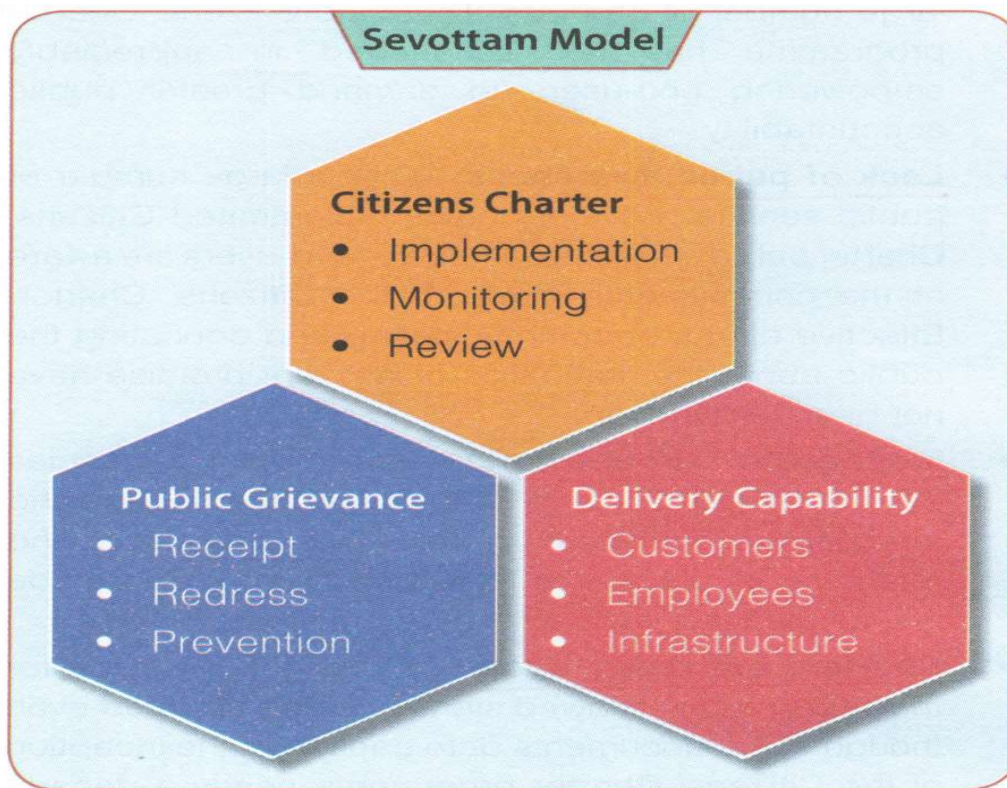 Sevottam Model
Citizens Charter
• Implementation
• Monitoring
• Review
Public Grievance
• Receipt
• Redress
• Prevention
Delivery Capability
• Customers
• Employees
• Infrastructure